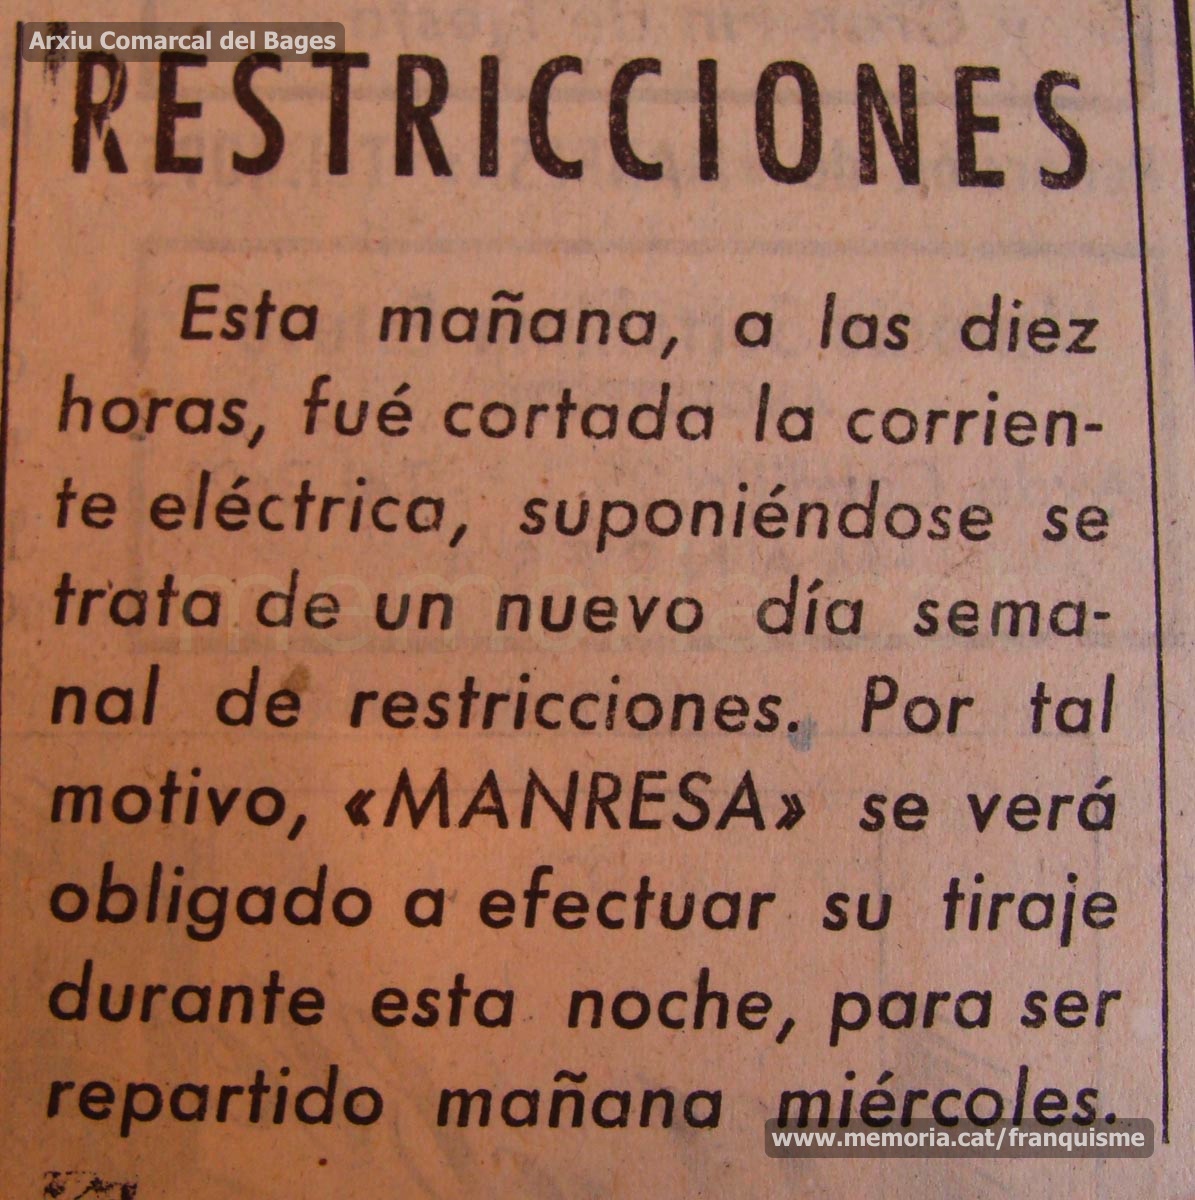 Arxiu Comarcal del Bages
RESTRICCIONES
Esta mañana, a las diez
horas, fué cortada la corrien-
te eléctrica, suponiéndose se
trata de un nuevo día sema-
nal de restricciones. Por tal
motivo, «MANRESA» se verá
obligado a efectuar su tiraje
durante esta noche, para ser
repartido mañana miércoles.
www.memoria.cat/franquisme